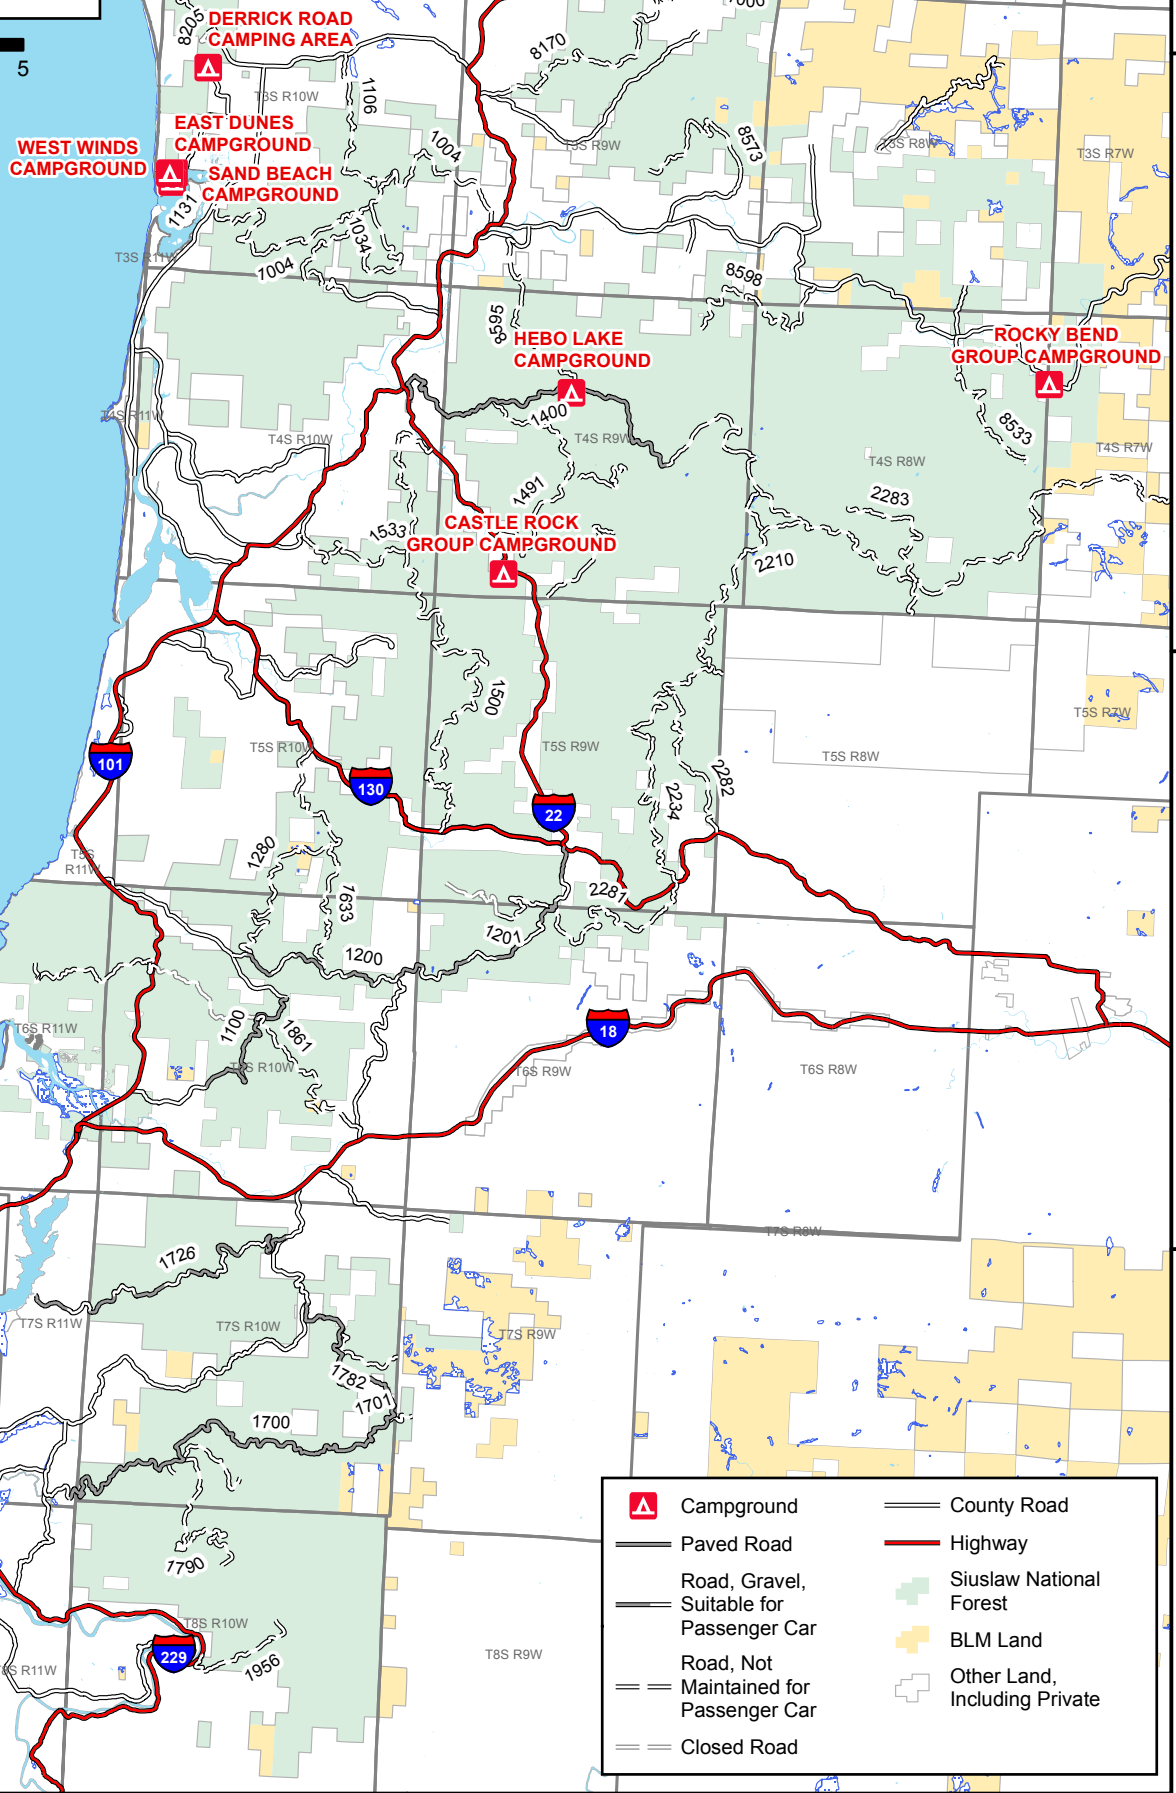 5
8205
DERRICK ROAD
CAMPING AREA
8170
T3S R10W
1106
EAST DUNES
CAMPGROUND
WEST WINDS
CAMPGROUND
SAND BEACH
CAMPGROUND
1004
T3S R9W
8573
T3S R8W
T3S R7W
1131
1034
T3S R11W
1004
8598
8595
HEBO LAKE
CAMPGROUND
ROCKY BEND
GROUP CAMPGROUND
T4S R11W
1400
T4S R10W
T4S R9W
8533
T4S R7W
T4S R8W
1491
2283
CASTLE ROCK
GROUP CAMPGROUND
1533
2210
1500
T5S R7W
T5S R10W
T5S R9W
T5S R8W
101
130
22
2282
2234
T5S
R11W
1280
7633
2281
1201
1200
T6S R11W
1100
1861
18
T6S R9W
T6S R8W
T7S R8W
1726
T7S R11W
T7S R10W
T7S R9W
1782
1701
1700
1790
T8S R10W
229
1956
T8S R9W
Campground
Paved Road
Road, Gravel,
Suitable for
Passenger Car
Road, Not
Maintained for
Passenger Car
Closed Road
County Road
Highway
Siuslaw National
Forest
BLM Land
Other Land,
Including Private